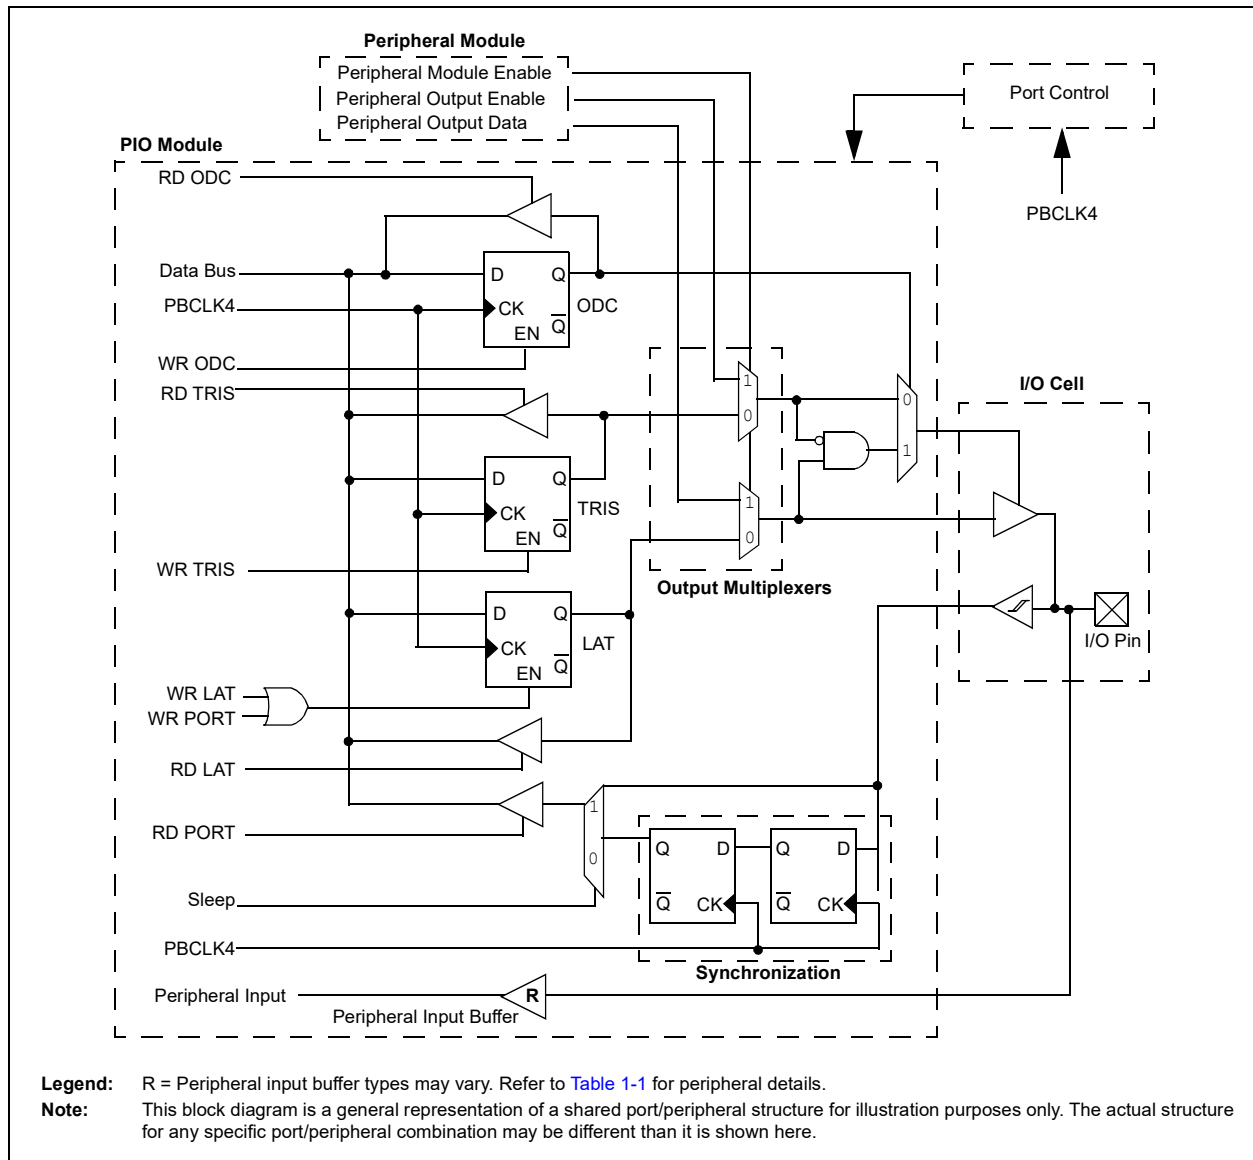 Peripheral Module
Peripheral Module Enable
Peripheral Output Enable
Peripheral Output Data
Port Control
PBCLK4
PIO Module
RD ODC
Data Bus
D
Q
PBCLK4
CK
ODC
EN
Q
WR ODC
RD TRIS
1
0
0
1
I/O Cell
D
Q
CK
TRIS
EN
Q
WR TRIS
1
0
Output Multiplexers
D
Q
CK
LAT
EN
Q
I/O Pin
WR LAT
WR PORT
RD LAT
RD PORT
1
0
Q
D
Q
D
Q
CK
Q
CK
Sleep
PBCLK4
Synchronization
Peripheral Input
R
Peripheral Input Buffer
Legend: R = Peripheral input buffer types may vary. Refer to Table 1-1 for peripheral details.
Note: This block diagram is a general representation of a shared port/peripheral structure for illustration purposes only. The actual structure
for any specific port/peripheral combination may be different than it is shown here.